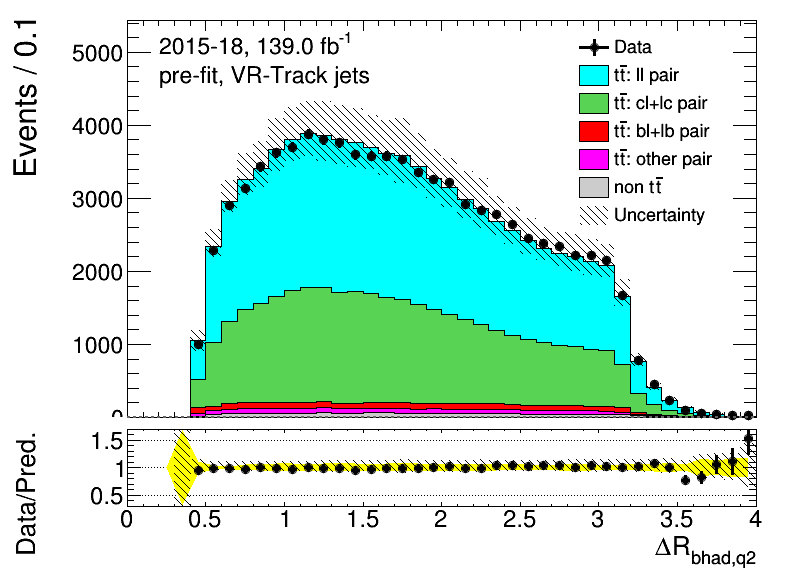 Events / 0.1
5000
4000
3000
2000
1000
0
2015-18, 139.0 fb⁻¹
pre-fit, VR-Track jets
Data
tt̄: ll pair
tt̄: cl+lc pair
tt̄: bl+lb pair
tt̄: other pair
non tt̄
Uncertainty
Data/Pred.
1.5
1
0.5
0 0.5 1 1.5 2 2.5 3 3.5 4
ΔR_bhad,q2